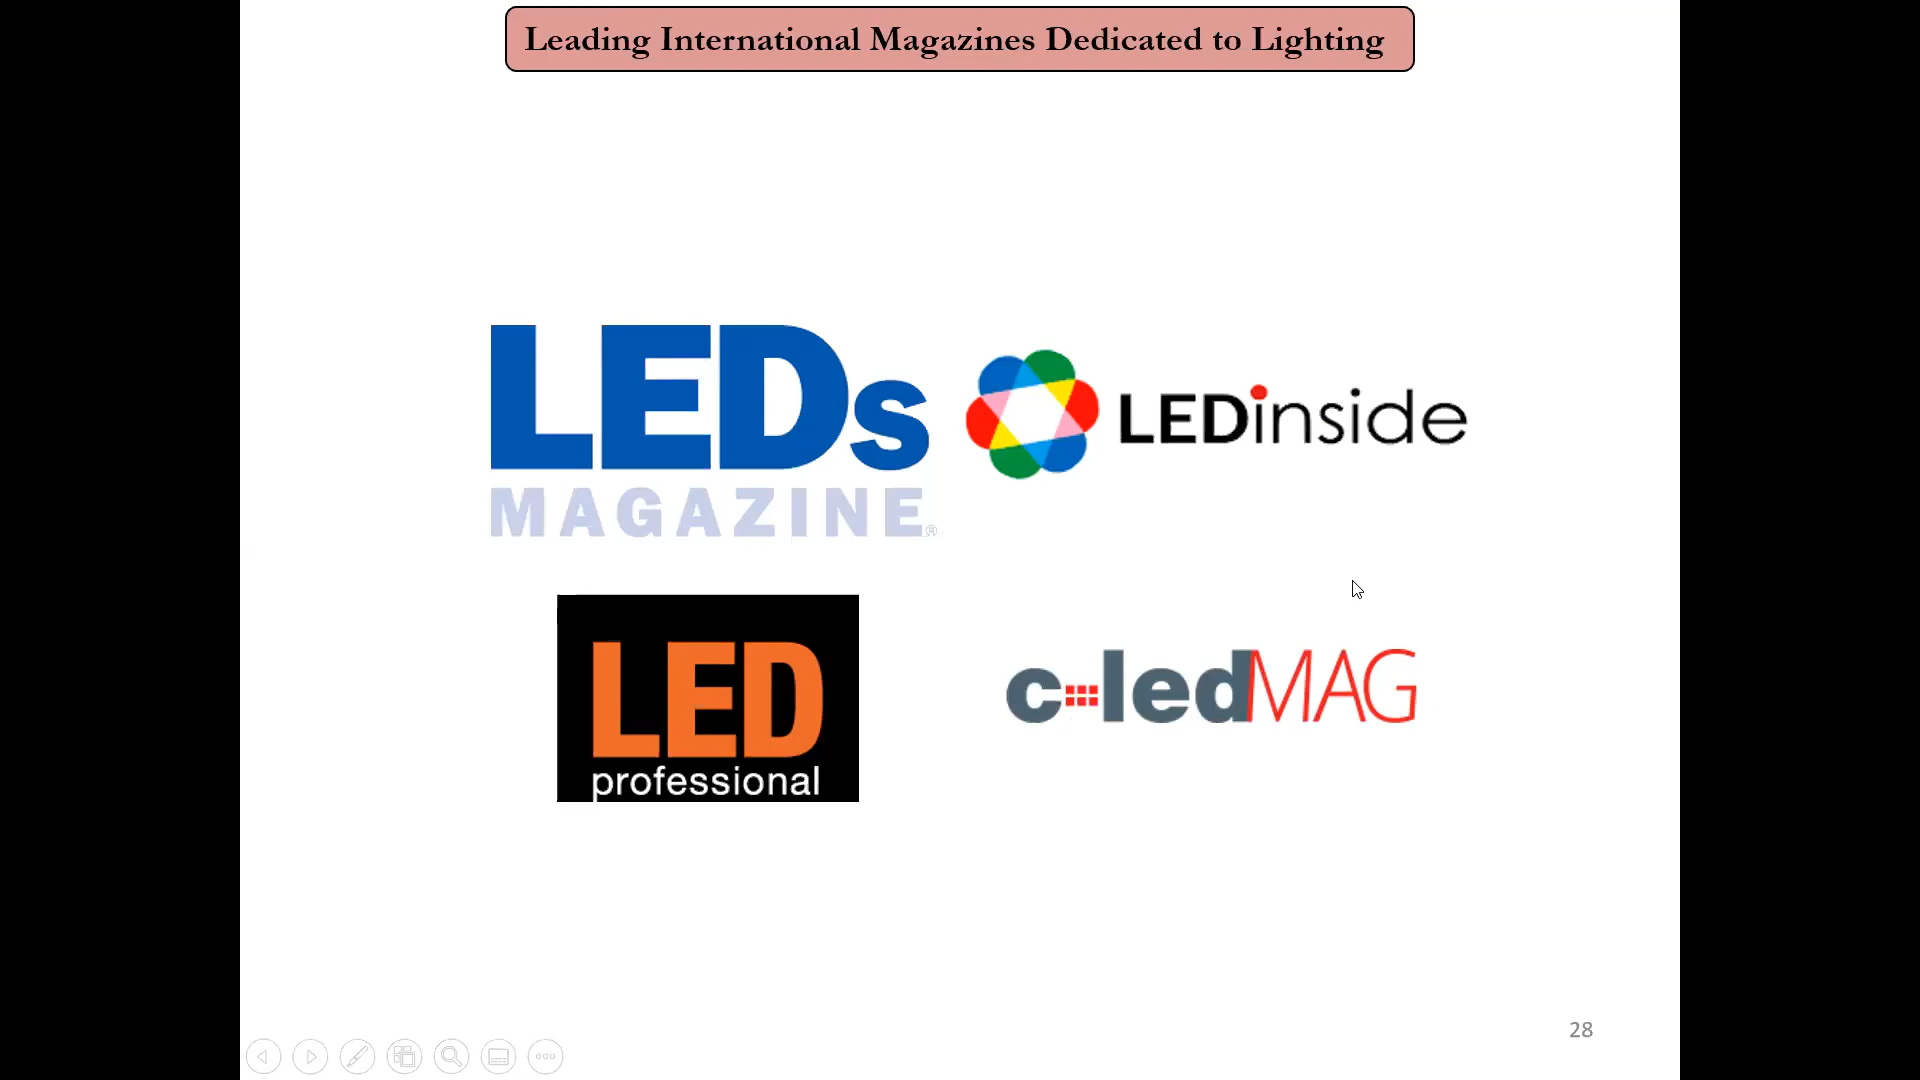 Leading International Magazines Dedicated to Lighting
LEDs
MAGAZINE®
LEDinside
LED
professional
c·ledMAG
28